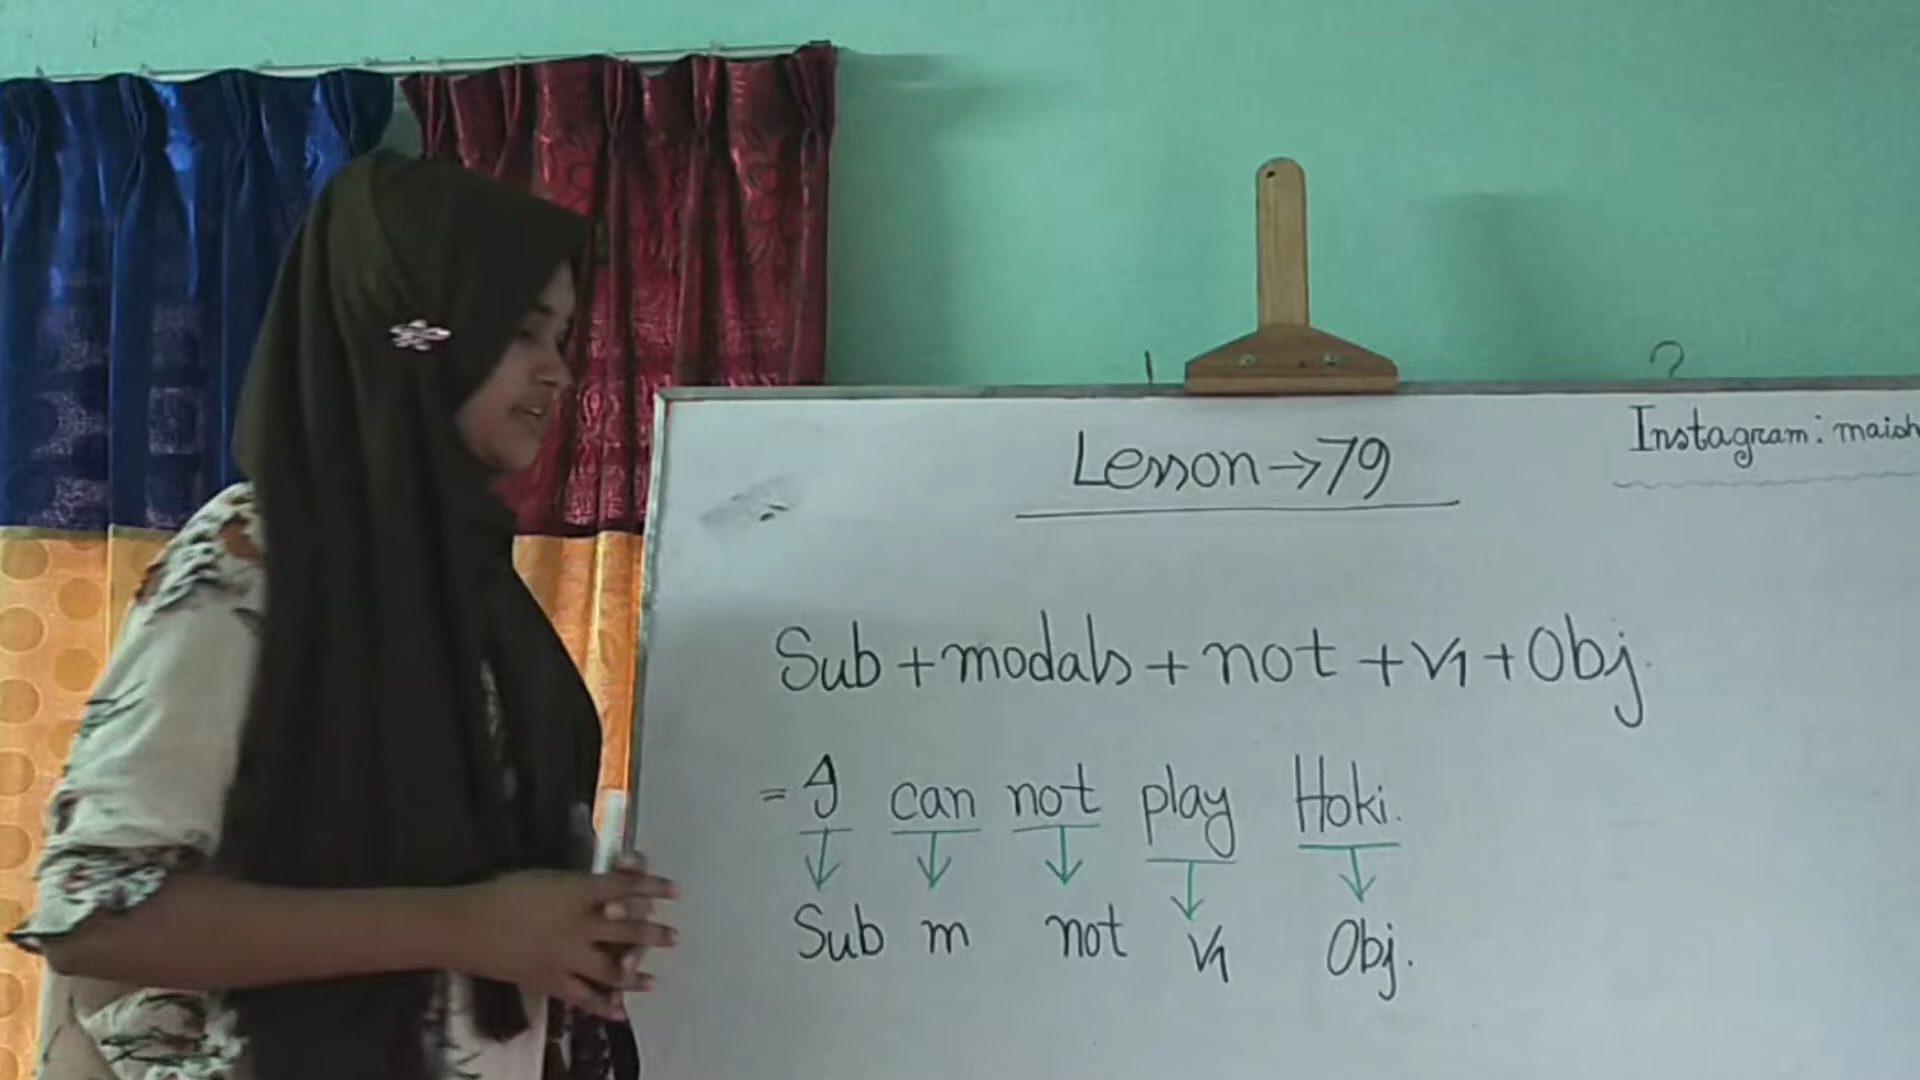 Lesson→79
Instagram: maish
Sub + modals + not + V1 + Obj.
= I can not play Hoki.
Sub m not V1 Obj.